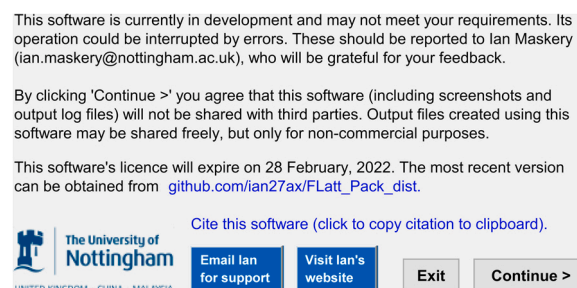 This software is currently in development and may not meet your requirements. Its
operation could be interrupted by errors. These should be reported to Ian Maskery
(ian.maskery@nottingham.ac.uk), who will be grateful for your feedback.
By clicking 'Continue >' you agree that this software (including screenshots and
output log files) will not be shared with third parties. Output files created using this
software may be shared freely, but only for non-commercial purposes.
This software's licence will expire on 28 February, 2022. The most recent version
can be obtained from github.com/ian27ax/FLatt_Pack_dist.
Cite this software (click to copy citation to clipboard).
The University of
Nottingham
UNITED KINGDOM · CHINA · MALAYSIA
Email Ian
for support
Visit Ian's
website
Exit
Continue >